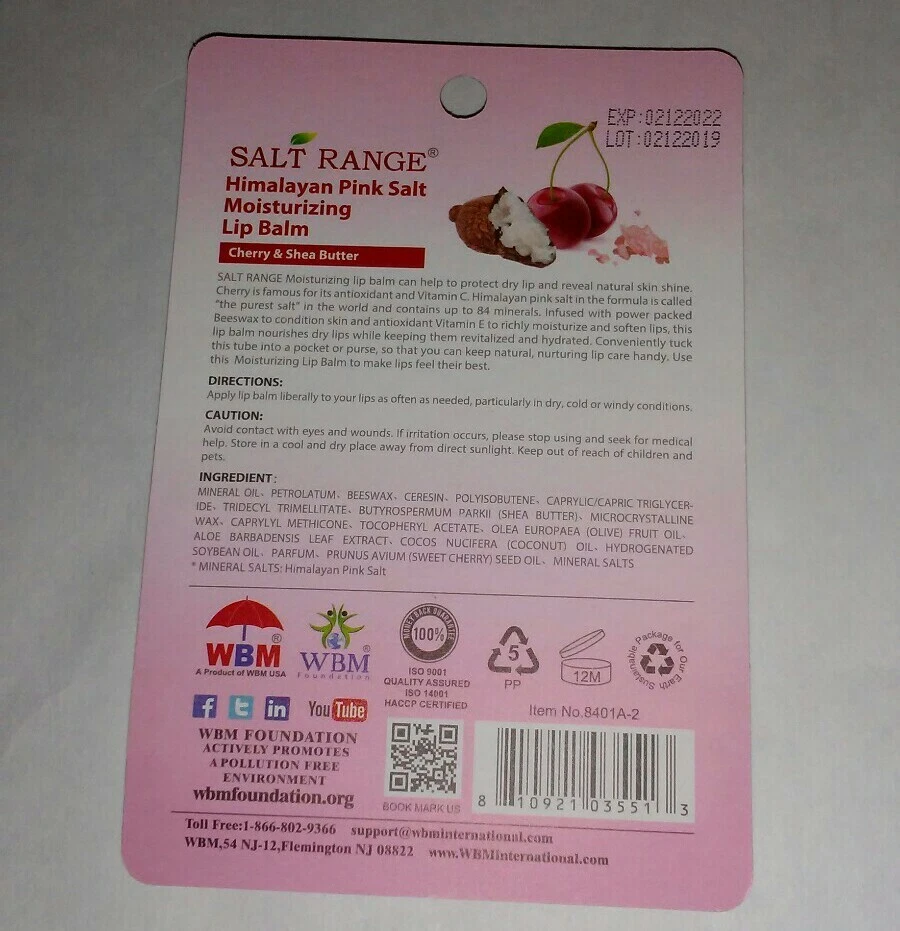 EXP:02122022
LOT:02122019
SALT RANGE®
Himalayan Pink Salt
Moisturizing
Lip Balm
Cherry & Shea Butter
SALT RANGE Moisturizing lip balm can help to protect dry lip and reveal natural skin shine.
Cherry is famous for its antioxidant and Vitamin C. Himalayan pink salt in the formula is called
"the purest salt" in the world and contains up to 84 minerals. Infused with power packed
Beeswax to condition skin and antioxidant Vitamin E to richly moisturize and soften lips, this
lip balm nourishes dry lips while keeping them revitalized and hydrated. Conveniently tuck
this tube into a pocket or purse, so that you can keep natural, nurturing lip care handy. Use
this Moisturizing Lip Balm to make lips feel their best.
DIRECTIONS:
Apply lip balm liberally to your lips as often as needed, particularly in dry, cold or windy conditions.
CAUTION:
Avoid contact with eyes and wounds. If irritation occurs, please stop using and seek for medical
help. Store in a cool and dry place away from direct sunlight. Keep out of reach of children and
pets.
INGREDIENT:
MINERAL OIL、PETROLATUM、BEESWAX、CERESIN、POLYISOBUTENE、CAPRYLIC/CAPRIC TRIGLYCER-
IDE、TRIDECYL TRIMELLITATE、BUTYROSPERMUM PARKII (SHEA BUTTER)、MICROCRYSTALLINE
WAX、CAPRYLYL METHICONE、TOCOPHERYL ACETATE、OLEA EUROPAEA (OLIVE) FRUIT OIL、
ALOE BARBADENSIS LEAF EXTRACT、COCOS NUCIFERA (COCONUT) OIL、HYDROGENATED
SOYBEAN OIL、PARFUM、PRUNUS AVIUM (SWEET CHERRY) SEED OIL、MINERAL SALTS
* MINERAL SALTS: Himalayan Pink Salt
WBM®
A Product of WBM USA
WBM®
Foundation
MONEY BACK GUARANTEE
100%
ISO 9001
QUALITY ASSURED
ISO 14001
HACCP CERTIFIED
5
PP
12M
Sustainable Package for Our Earth
Item No.8401A-2
f t in YouTube
WBM FOUNDATION
ACTIVELY PROMOTES
A POLLUTION FREE
ENVIRONMENT
wbmfoundation.org
BOOK MARK US
8 10921 03551 3
Toll Free:1-866-802-9366 support@wbminternational.com
WBM,54 NJ-12,Flemington NJ 08822 www.WBMinternational.com